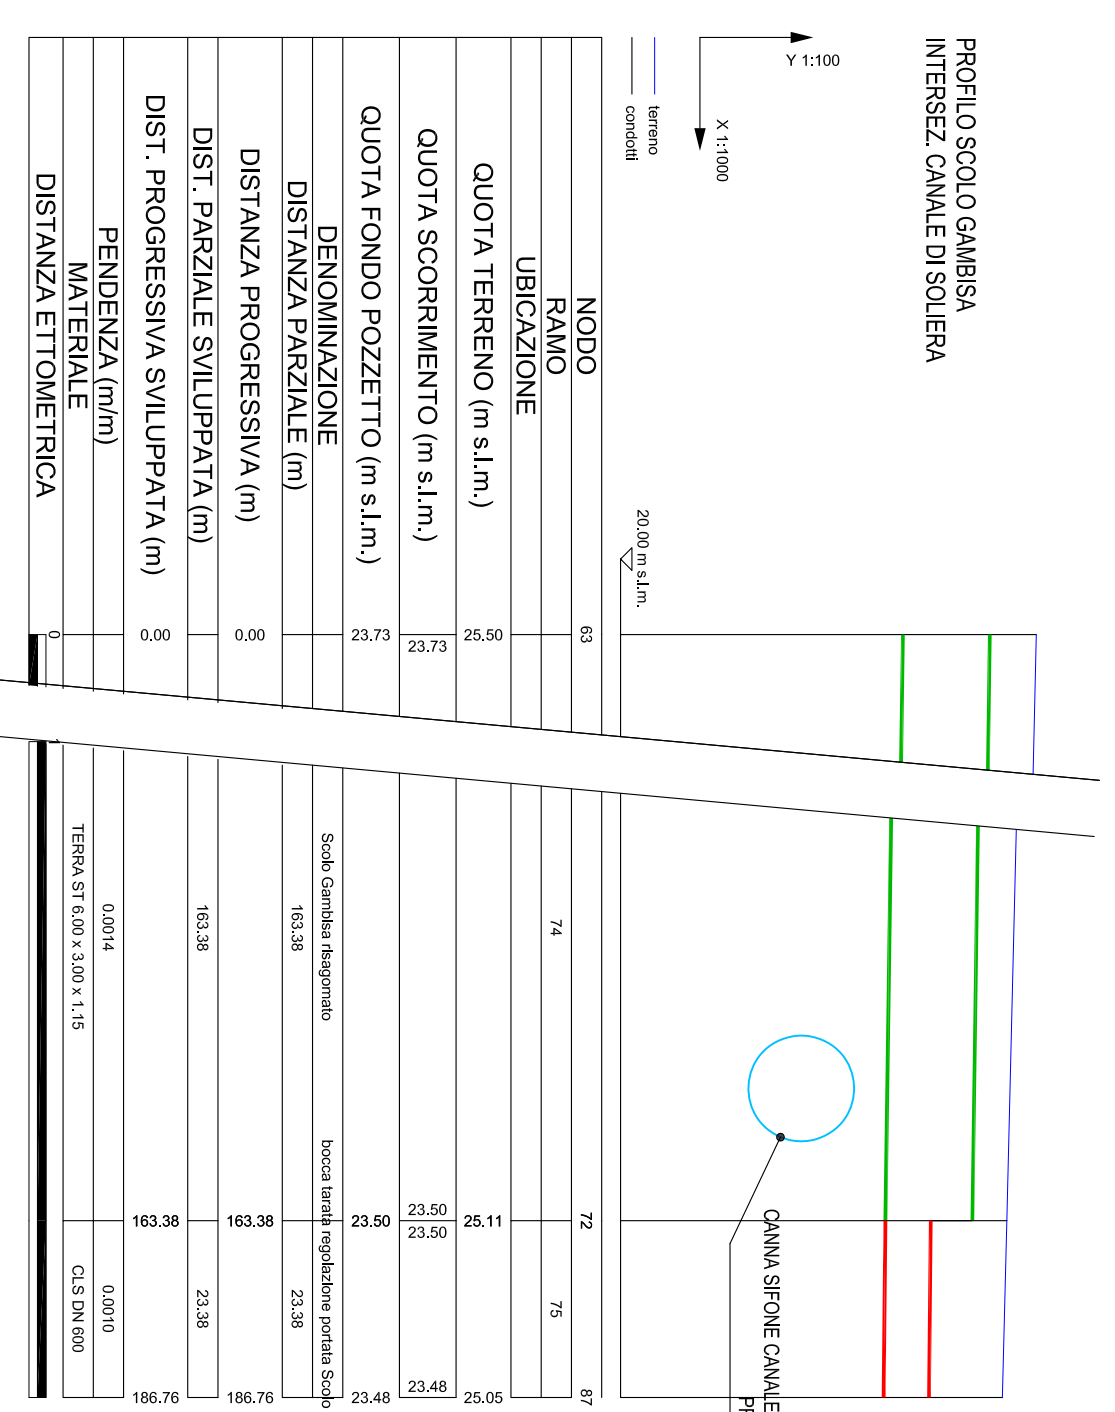 PROFILO SCOLO GAMBISA
INTERSEZ. CANALE DI SOLIERA
Y 1:100
X 1:1000
terreno
condotti
20.00 m s.l.m.
CANNA SIFONE CANALE
NODO 63 72 87
RAMO 74 75
UBICAZIONE
QUOTA TERRENO (m s.l.m.) 25.50 25.11 25.05
QUOTA SCORRIMENTO (m s.l.m.) 23.73 23.50 23.50 23.48
QUOTA FONDO POZZETTO (m s.l.m.) 23.73 23.50 23.48
DENOMINAZIONE Scolo Gambisa risagomato bocca tarata regolazione portata Scolo
DISTANZA PARZIALE (m) 163.38 23.38
DISTANZA PROGRESSIVA (m) 0.00 163.38 186.76
DIST. PARZIALE SVILUPPATA (m) 163.38 23.38
DIST. PROGRESSIVA SVILUPPATA (m) 0.00 163.38 186.76
PENDENZA (m/m) 0.0014 0.0010
MATERIALE TERRA ST 6.00 x 3.00 x 1.15 CLS DN 600
DISTANZA ETTOMETRICA 0 1